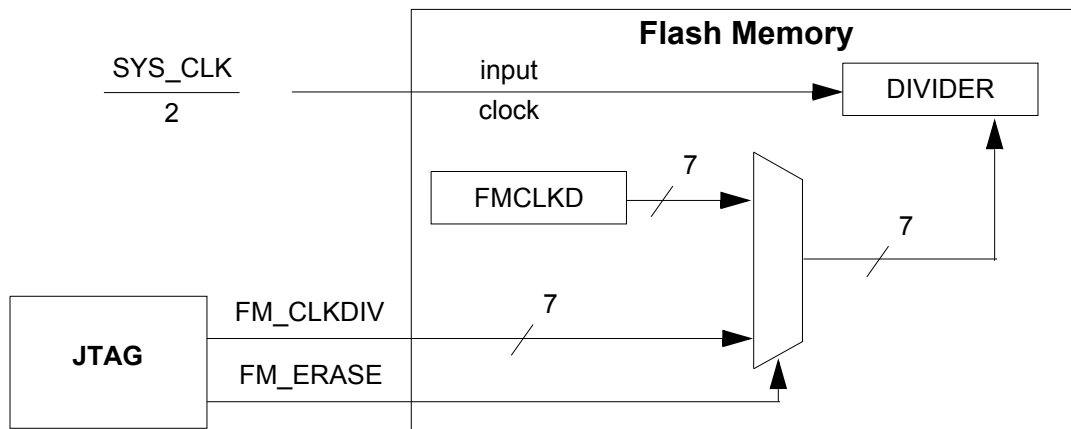 Flash Memory
SYS_CLK
2
input
clock
DIVIDER
7
FMCLKD
7
FM_CLKDIV
7
JTAG
FM_ERASE